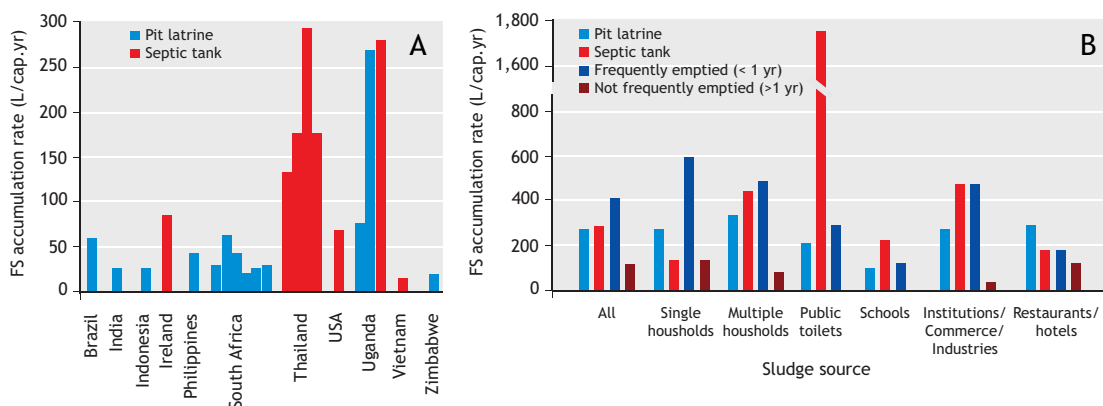 A
FS accumulation rate (L/cap.yr)
300
250
200
150
100
50
0
Pit latrine
Septic tank
Brazil
India
Indonesia
Ireland
Philippines
South Africa
Thailand
USA
Uganda
Vietnam
Zimbabwe
B
FS accumulation rate (L/cap.yr)
1,800
1,600
800
600
400
200
0
Pit latrine
Septic tank
Frequently emptied (< 1 yr)
Not frequently emptied (>1 yr)
All
Single
housholds
Multiple
housholds
Public
toilets
Schools
Institutions/
Commerce/
Industries
Restaurants/
hotels
Sludge source